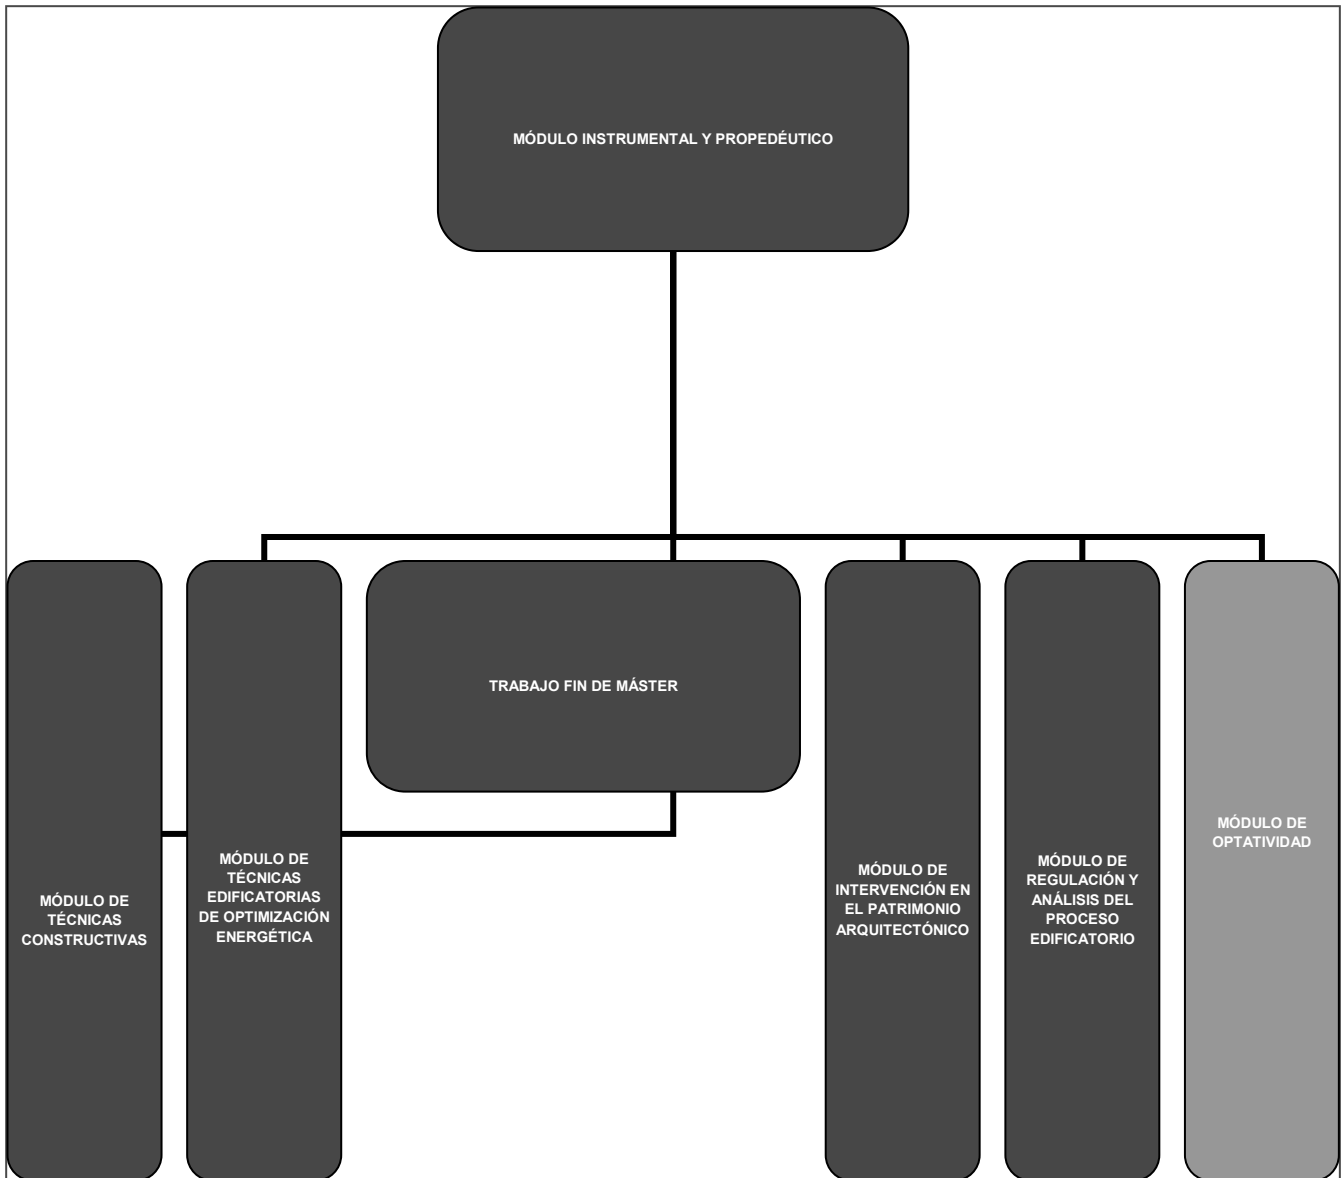 MÓDULO INSTRUMENTAL Y PROPEDÉUTICO
TRABAJO FIN DE MÁSTER
MÓDULO DE
TÉCNICAS
CONSTRUCTIVAS
MÓDULO DE
TÉCNICAS
EDIFICATORIAS
DE OPTIMIZACIÓN
ENERGÉTICA
MÓDULO DE
INTERVENCIÓN EN
EL PATRIMONIO
ARQUITECTÓNICO
MÓDULO DE
REGULACIÓN Y
ANÁLISIS DEL
PROCESO
EDIFICATORIO
MÓDULO DE
OPTATIVIDAD